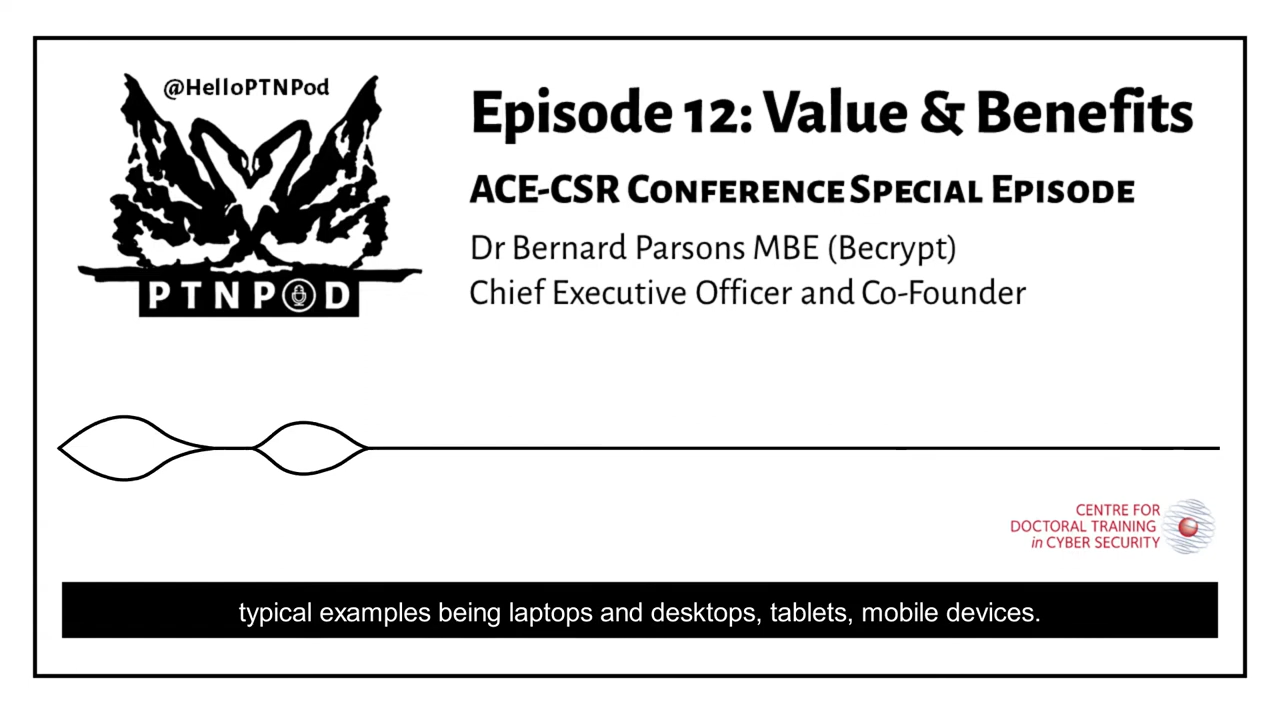 @HelloPTNPod
PTNPOD
Episode 12: Value & Benefits
ACE-CSR Conference Special Episode
Dr Bernard Parsons MBE (Becrypt)
Chief Executive Officer and Co-Founder
CENTRE FOR
DOCTORAL TRAINING
in CYBER SECURITY
typical examples being laptops and desktops, tablets, mobile devices.